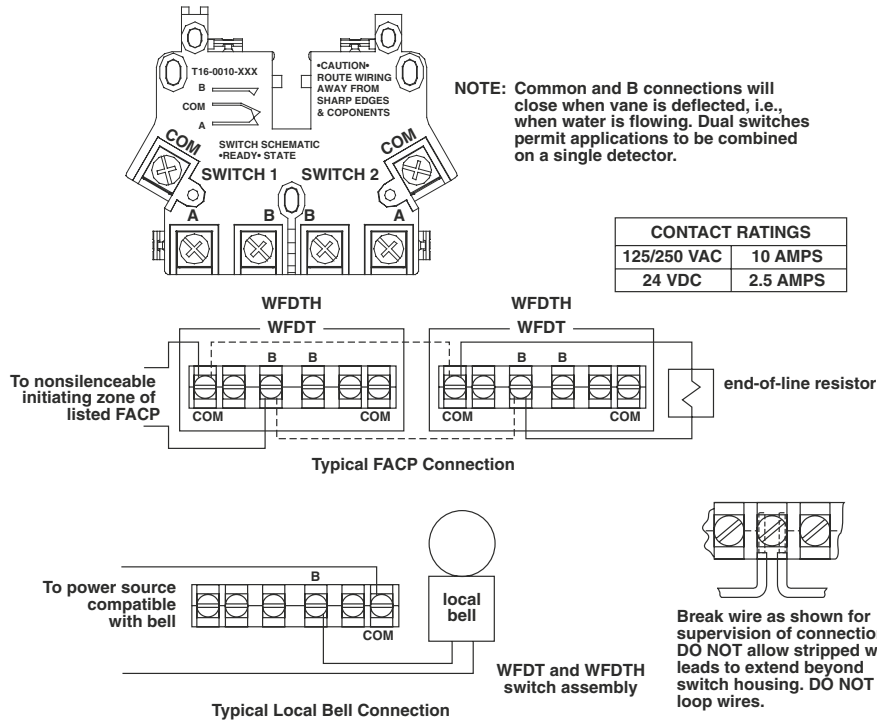 T16-0010-XXX
B
COM
A
SWITCH SCHEMATIC
•READY• STATE
•CAUTION•
ROUTE WIRING
AWAY FROM
SHARP EDGES
& COPONENTS
COM
COM
SWITCH 1
SWITCH 2
A
B
B
A
NOTE: Common and B connections will
close when vane is deflected, i.e.,
when water is flowing. Dual switches
permit applications to be combined
on a single detector.
CONTACT RATINGS
125/250 VAC 10 AMPS
24 VDC 2.5 AMPS
WFDTH
WFDT
B
B
COM
COM
WFDTH
WFDT
B
B
COM
COM
To nonsilenceable
initiating zone of
listed FACP
end-of-line resistor
Typical FACP Connection
To power source
compatible
with bell
B
COM
local
bell
WFDT and WFDTH
switch assembly
Typical Local Bell Connection
Break wire as shown for
supervision of
DO NOT allow stripped
leads to extend beyond
switch housing. DO NOT
loop wires.